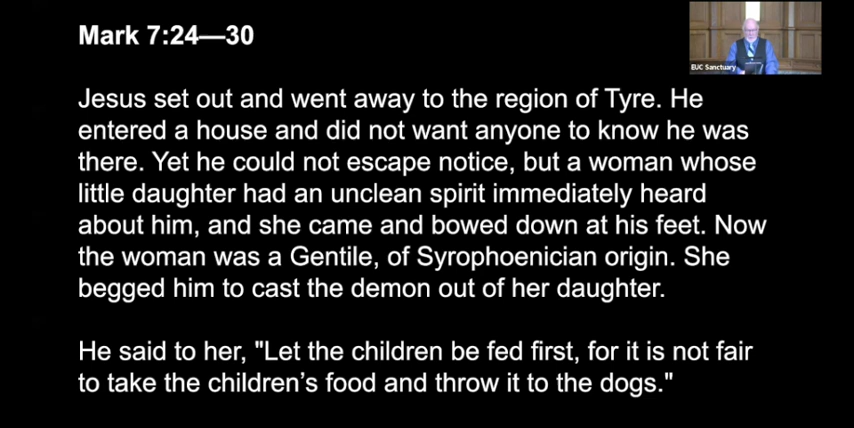 Mark 7:24—30
EUC Sanctuary
Jesus set out and went away to the region of Tyre. He
entered a house and did not want anyone to know he was
there. Yet he could not escape notice, but a woman whose
little daughter had an unclean spirit immediately heard
about him, and she came and bowed down at his feet. Now
the woman was a Gentile, of Syrophoenician origin. She
begged him to cast the demon out of her daughter.
He said to her, "Let the children be fed first, for it is not fair
to take the children’s food and throw it to the dogs."